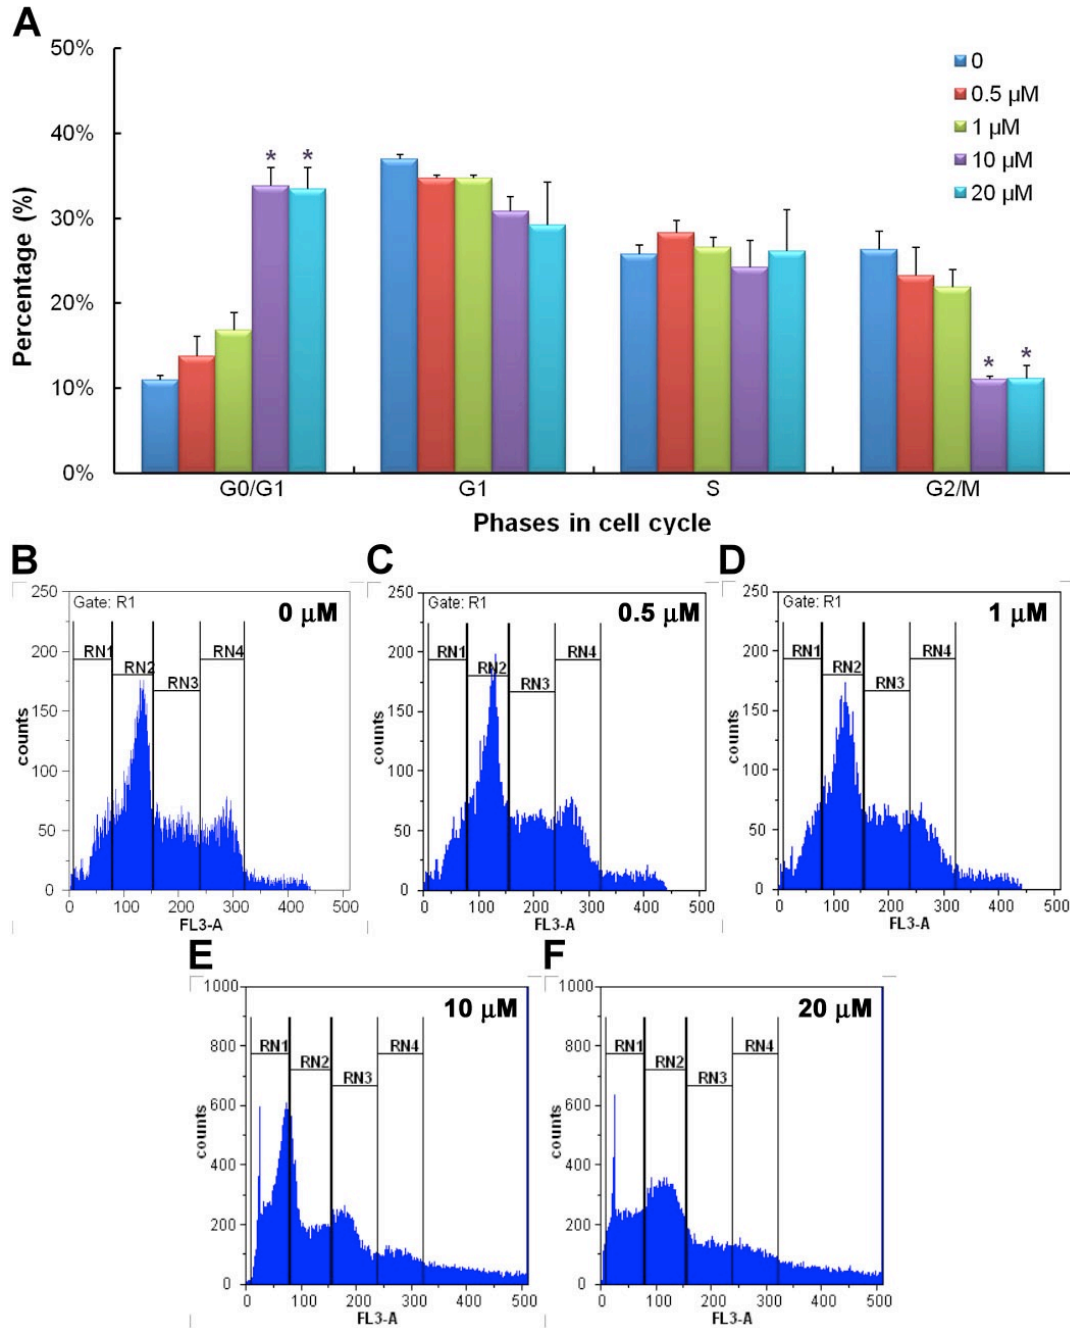 A
50%
40%
30%
20%
10%
0%
Percentage (%)
0
0.5 µM
1 µM
10 µM
20 µM
* *
* *
G0/G1 G1 S G2/M
Phases in cell cycle
B
250
200
150
100
50
0
counts
Gate: R1
0 µM
RN1 RN2 RN3 RN4
0 100 200 300 400 500
FL3-A
C
250
200
150
100
50
0
counts
Gate: R1
0.5 µM
RN1 RN2 RN3 RN4
0 100 200 300 400 500
FL3-A
D
250
200
150
100
50
0
counts
Gate: R1
1 µM
RN1 RN2 RN3 RN4
0 100 200 300 400 500
FL3-A
E
1000
800
600
400
200
0
counts
10 µM
RN1 RN2 RN3 RN4
0 100 200 300 400 500
FL3-A
F
1000
800
600
400
200
0
counts
20 µM
RN1 RN2 RN3 RN4
0 100 200 300 400 500
FL3-A